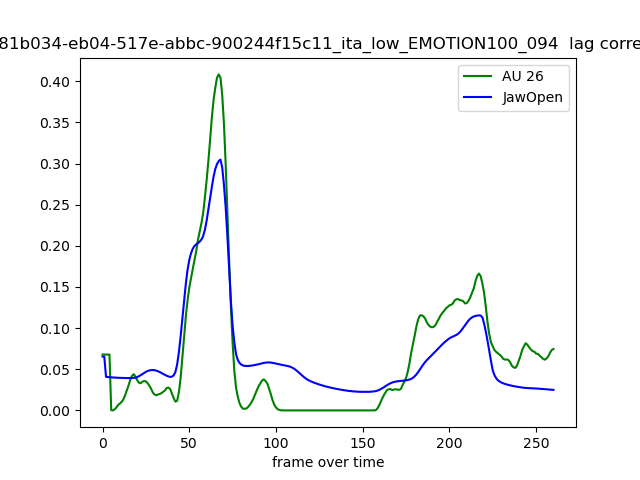 81b034-eb04-517e-abbc-900244f15c11_ita_low_EMOTION100_094 lag corre
AU 26
JawOpen
0.40
0.35
0.30
0.25
0.20
0.15
0.10
0.05
0.00
0 50 100 150 200 250
frame over time